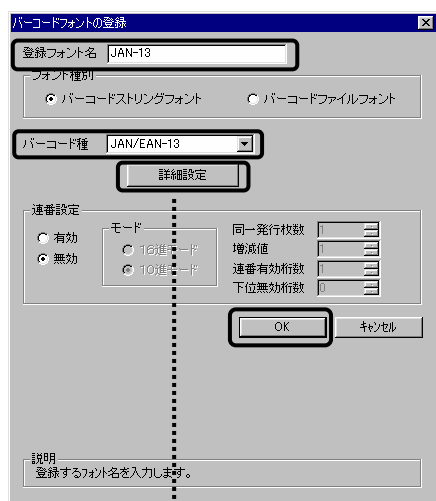 バーコードフォントの登録
登録フォント名 JAN-13
フォント種別
バーコードストリングフォント バーコードファイルフォント
バーコード種 JAN/EAN-13
詳細設定
連番設定
有効
無効
モード
16進モード
10進モード
同一発行枚数 1
増減値 1
連番有効桁数 1
下位無効桁数 0
OK キャンセル
説明
登録するフォント名を入力します。